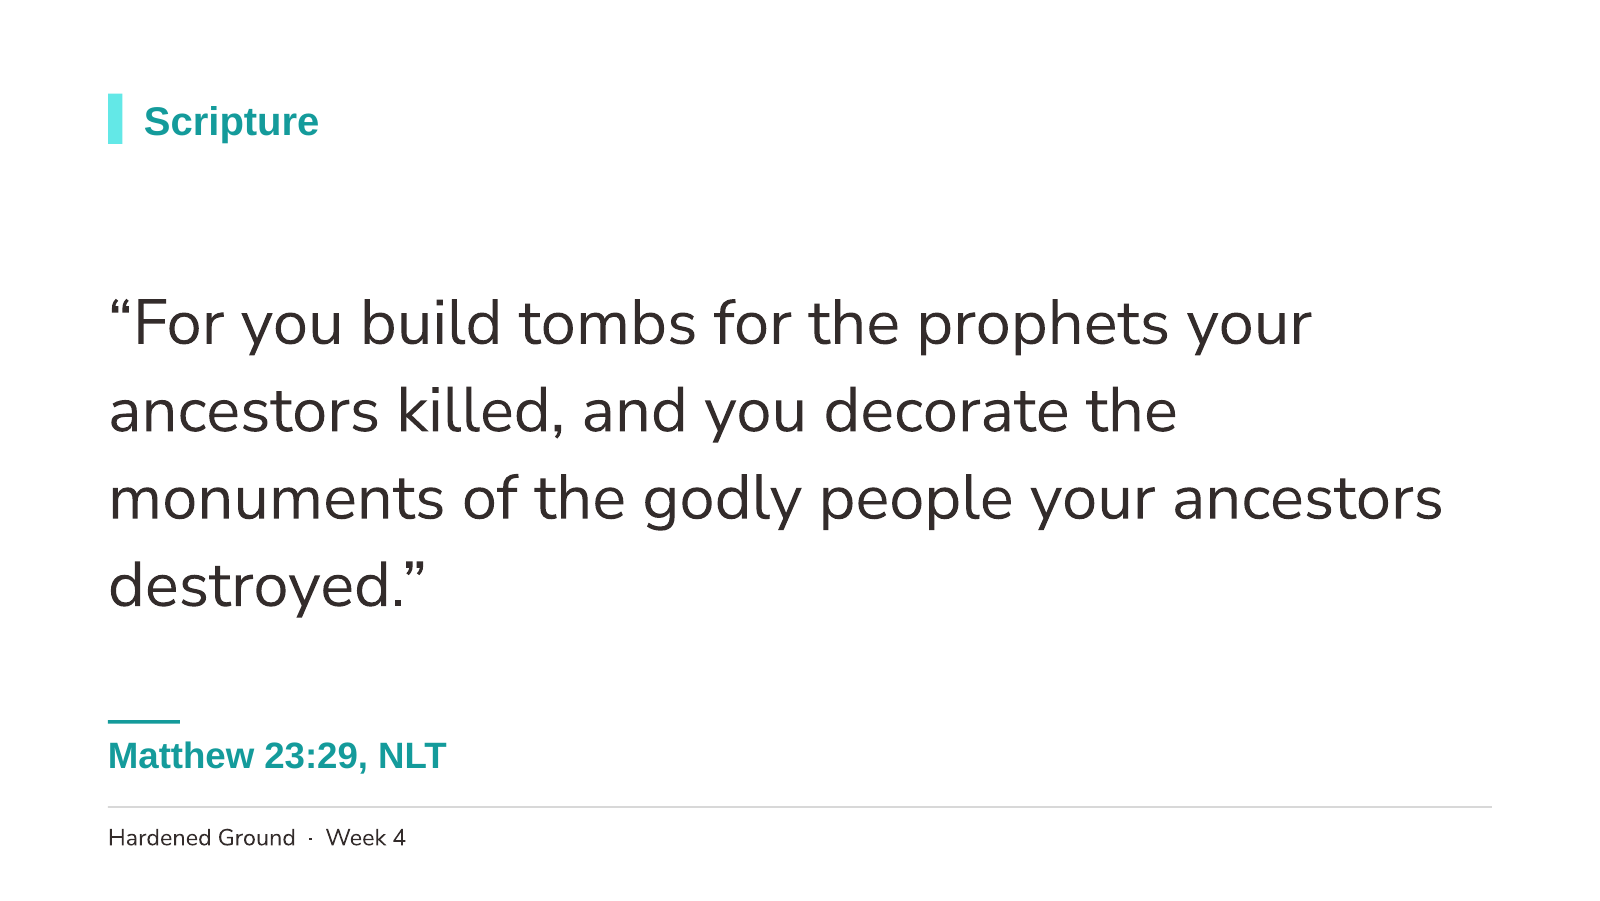 Scripture
“For you build tombs for the prophets your
ancestors killed, and you decorate the
monuments of the godly people your ancestors
destroyed.”
Matthew 23:29, NLT
Hardened Ground · Week 4